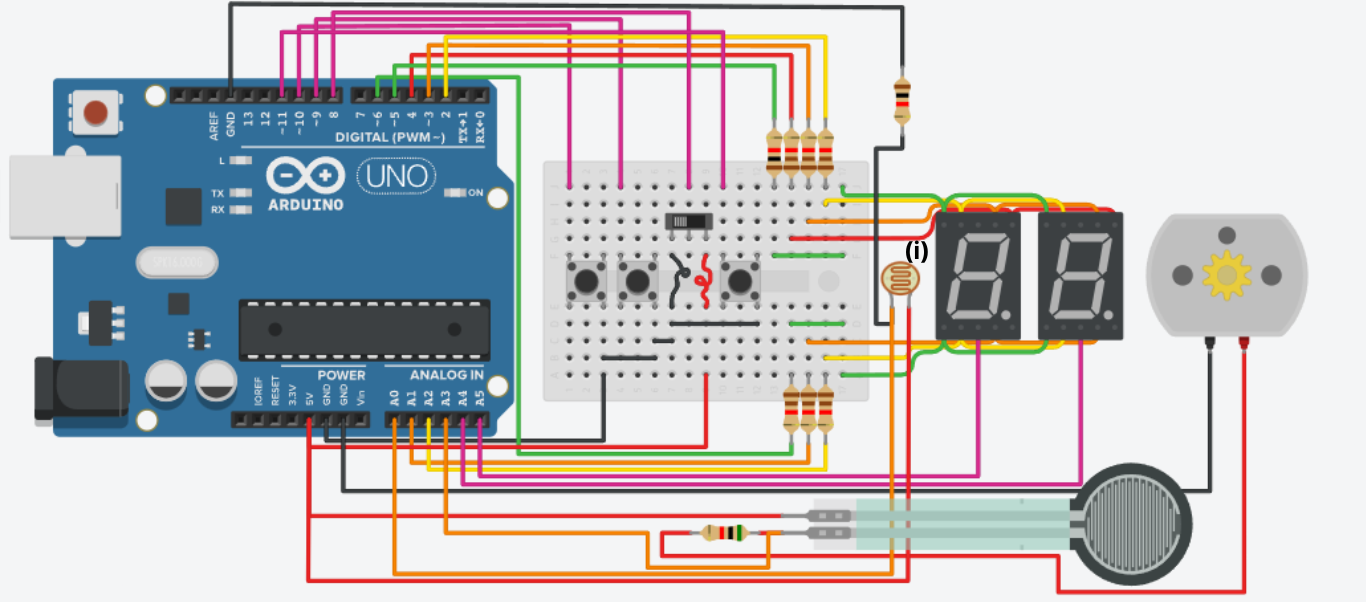 AREF
GND
13
12
~11
~10
~9
8
7
~6
~5
4
~3
2
TX→1
RX←0
DIGITAL (PWM ~)
L
TX
RX
ARDUINO
UNO
ON
(i)
POWER
ANALOG IN
IOREF
RESET
3.3V
5V
GND
GND
Vin
A0
A1
A2
A3
A4
A5